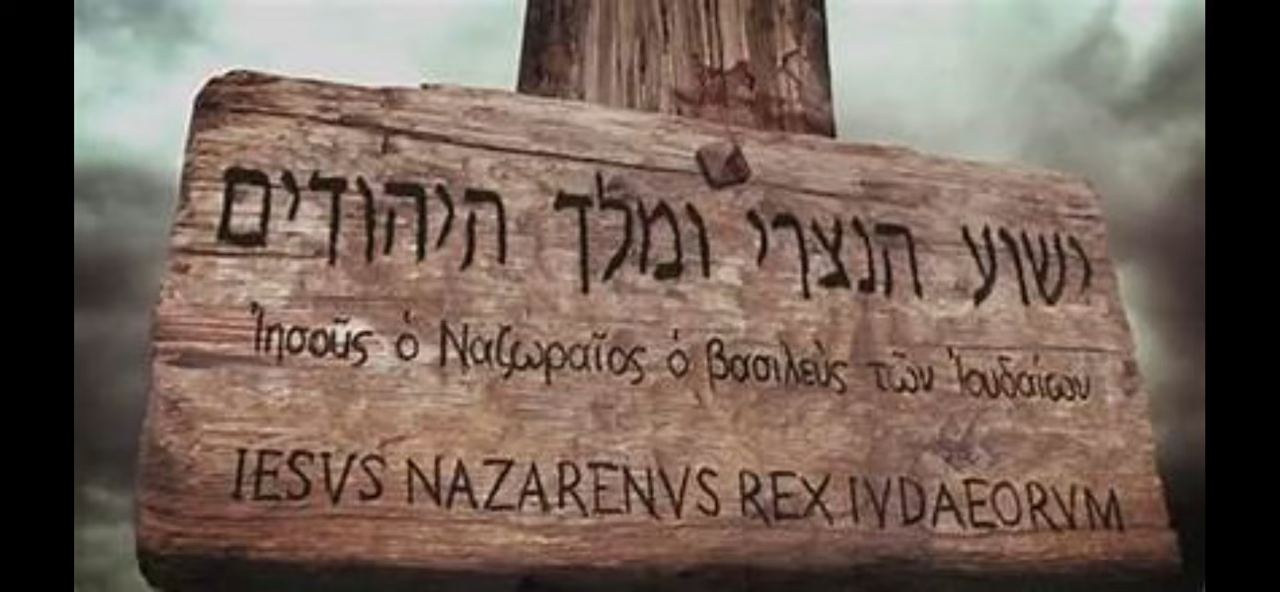 ישוע הנצרי ומלך היהודים
Ἰησοῦς ὁ Ναζωραῖος ὁ βασιλεὺς τῶν Ἰουδαίων
IESVS NAZARENVS REX IVDAEORVM